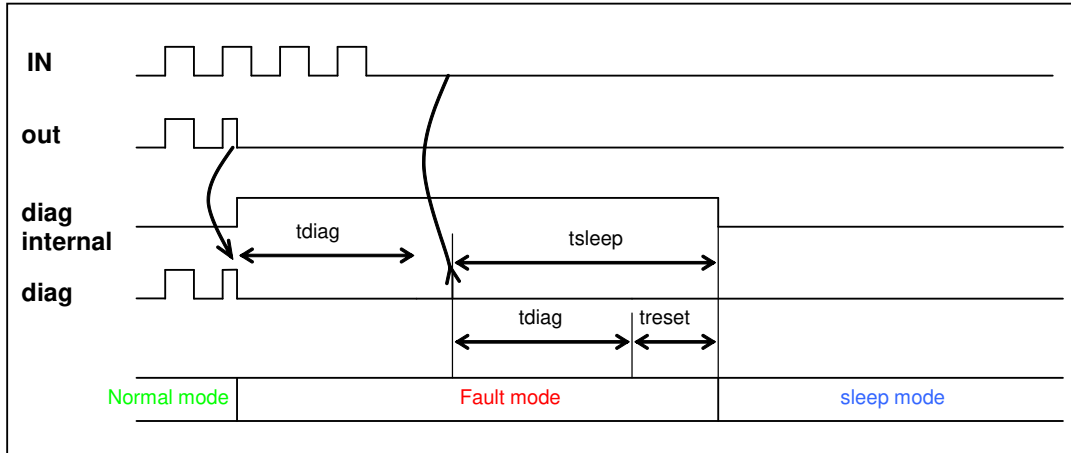 IN
out
diag
internal
tdiag
tsleep
diag
tdiag
treset
Normal mode
Fault mode
sleep mode